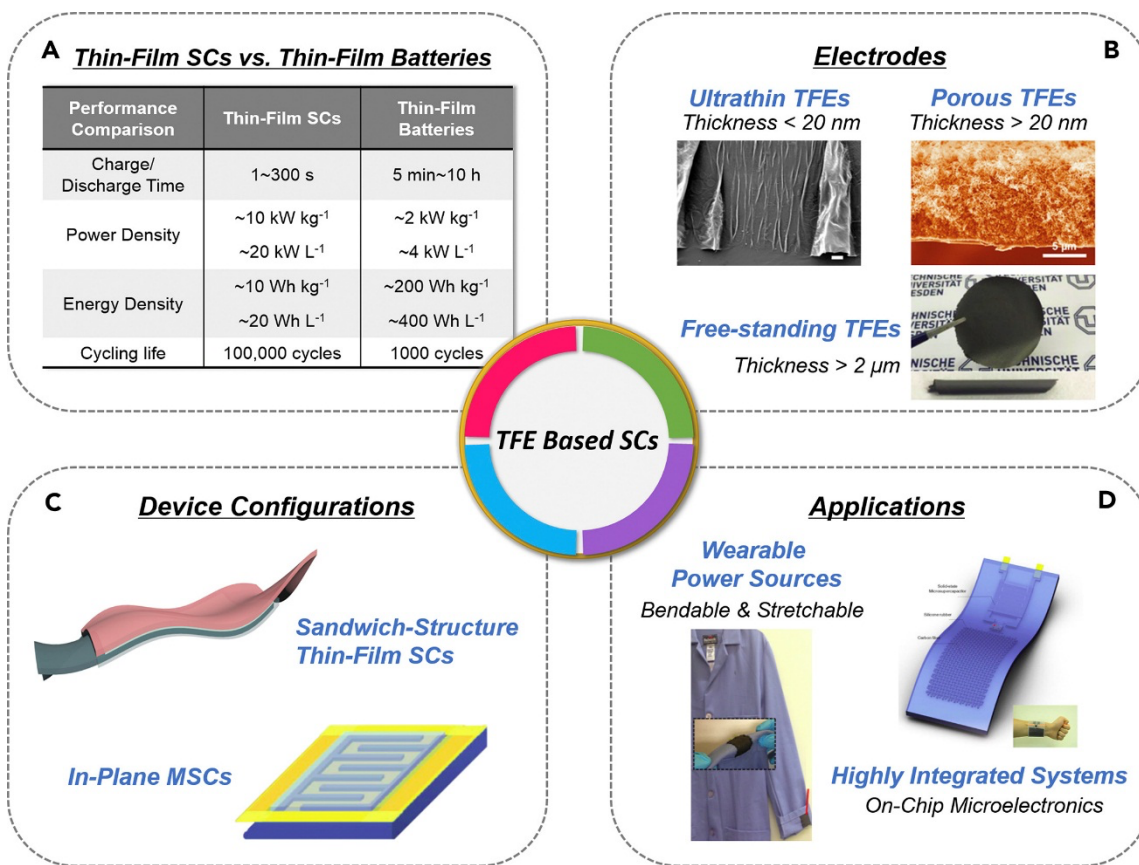 A
Thin-Film SCs vs. Thin-Film Batteries
Performance Comparison Thin-Film SCs Thin-Film Batteries
Charge/ Discharge Time 1~300 s 5 min~10 h
Power Density ~10 kW kg⁻¹ ~2 kW kg⁻¹
~20 kW L⁻¹ ~4 kW L⁻¹
Energy Density ~10 Wh kg⁻¹ ~200 Wh kg⁻¹
~20 Wh L⁻¹ ~400 Wh L⁻¹
Cycling life 100,000 cycles 1000 cycles
B
Electrodes
Ultrathin TFEs
Thickness < 20 nm
Porous TFEs
Thickness > 20 nm
5 µm
Free-standing TFEs
Thickness > 2 µm
TECHNISCHE
UNIVERSITÄT
DRESDEN
TFE Based SCs
C
Device Configurations
Sandwich-Structure
Thin-Film SCs
In-Plane MSCs
D
Applications
Wearable
Power Sources
Bendable & Stretchable
Highly Integrated Systems
On-Chip Microelectronics